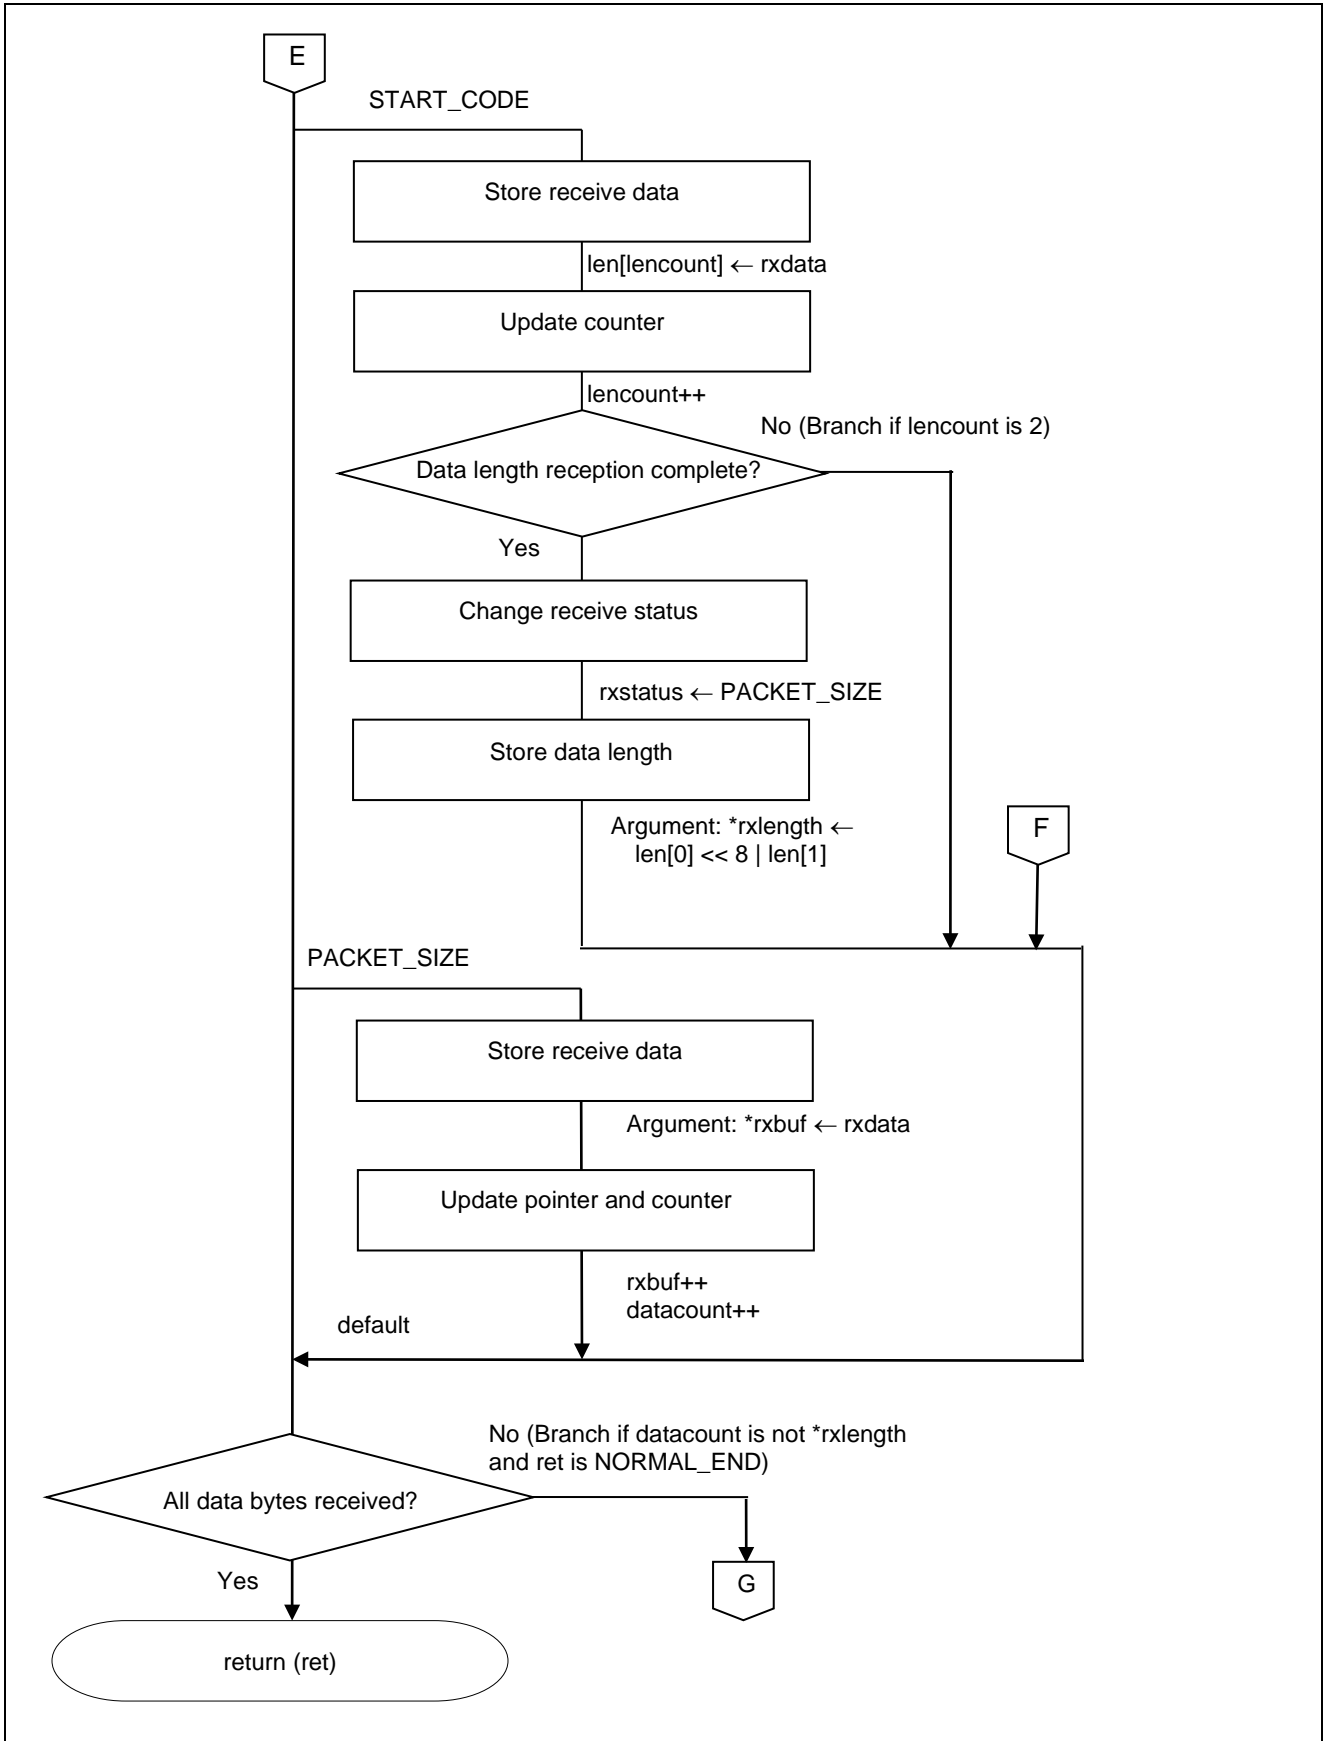 E
START_CODE
Store receive data
len[lencount] ← rxdata
Update counter
lencount++
No (Branch if lencount is 2)
Data length reception complete?
Yes
Change receive status
rxstatus ← PACKET_SIZE
Store data length
Argument: *rxlength ←
len[0] << 8 | len[1]
F
PACKET_SIZE
Store receive data
Argument: *rxbuf ← rxdata
Update pointer and counter
rxbuf++
datacount++
default
No (Branch if datacount is not *rxlength
and ret is NORMAL_END)
All data bytes received?
Yes
G
return (ret)